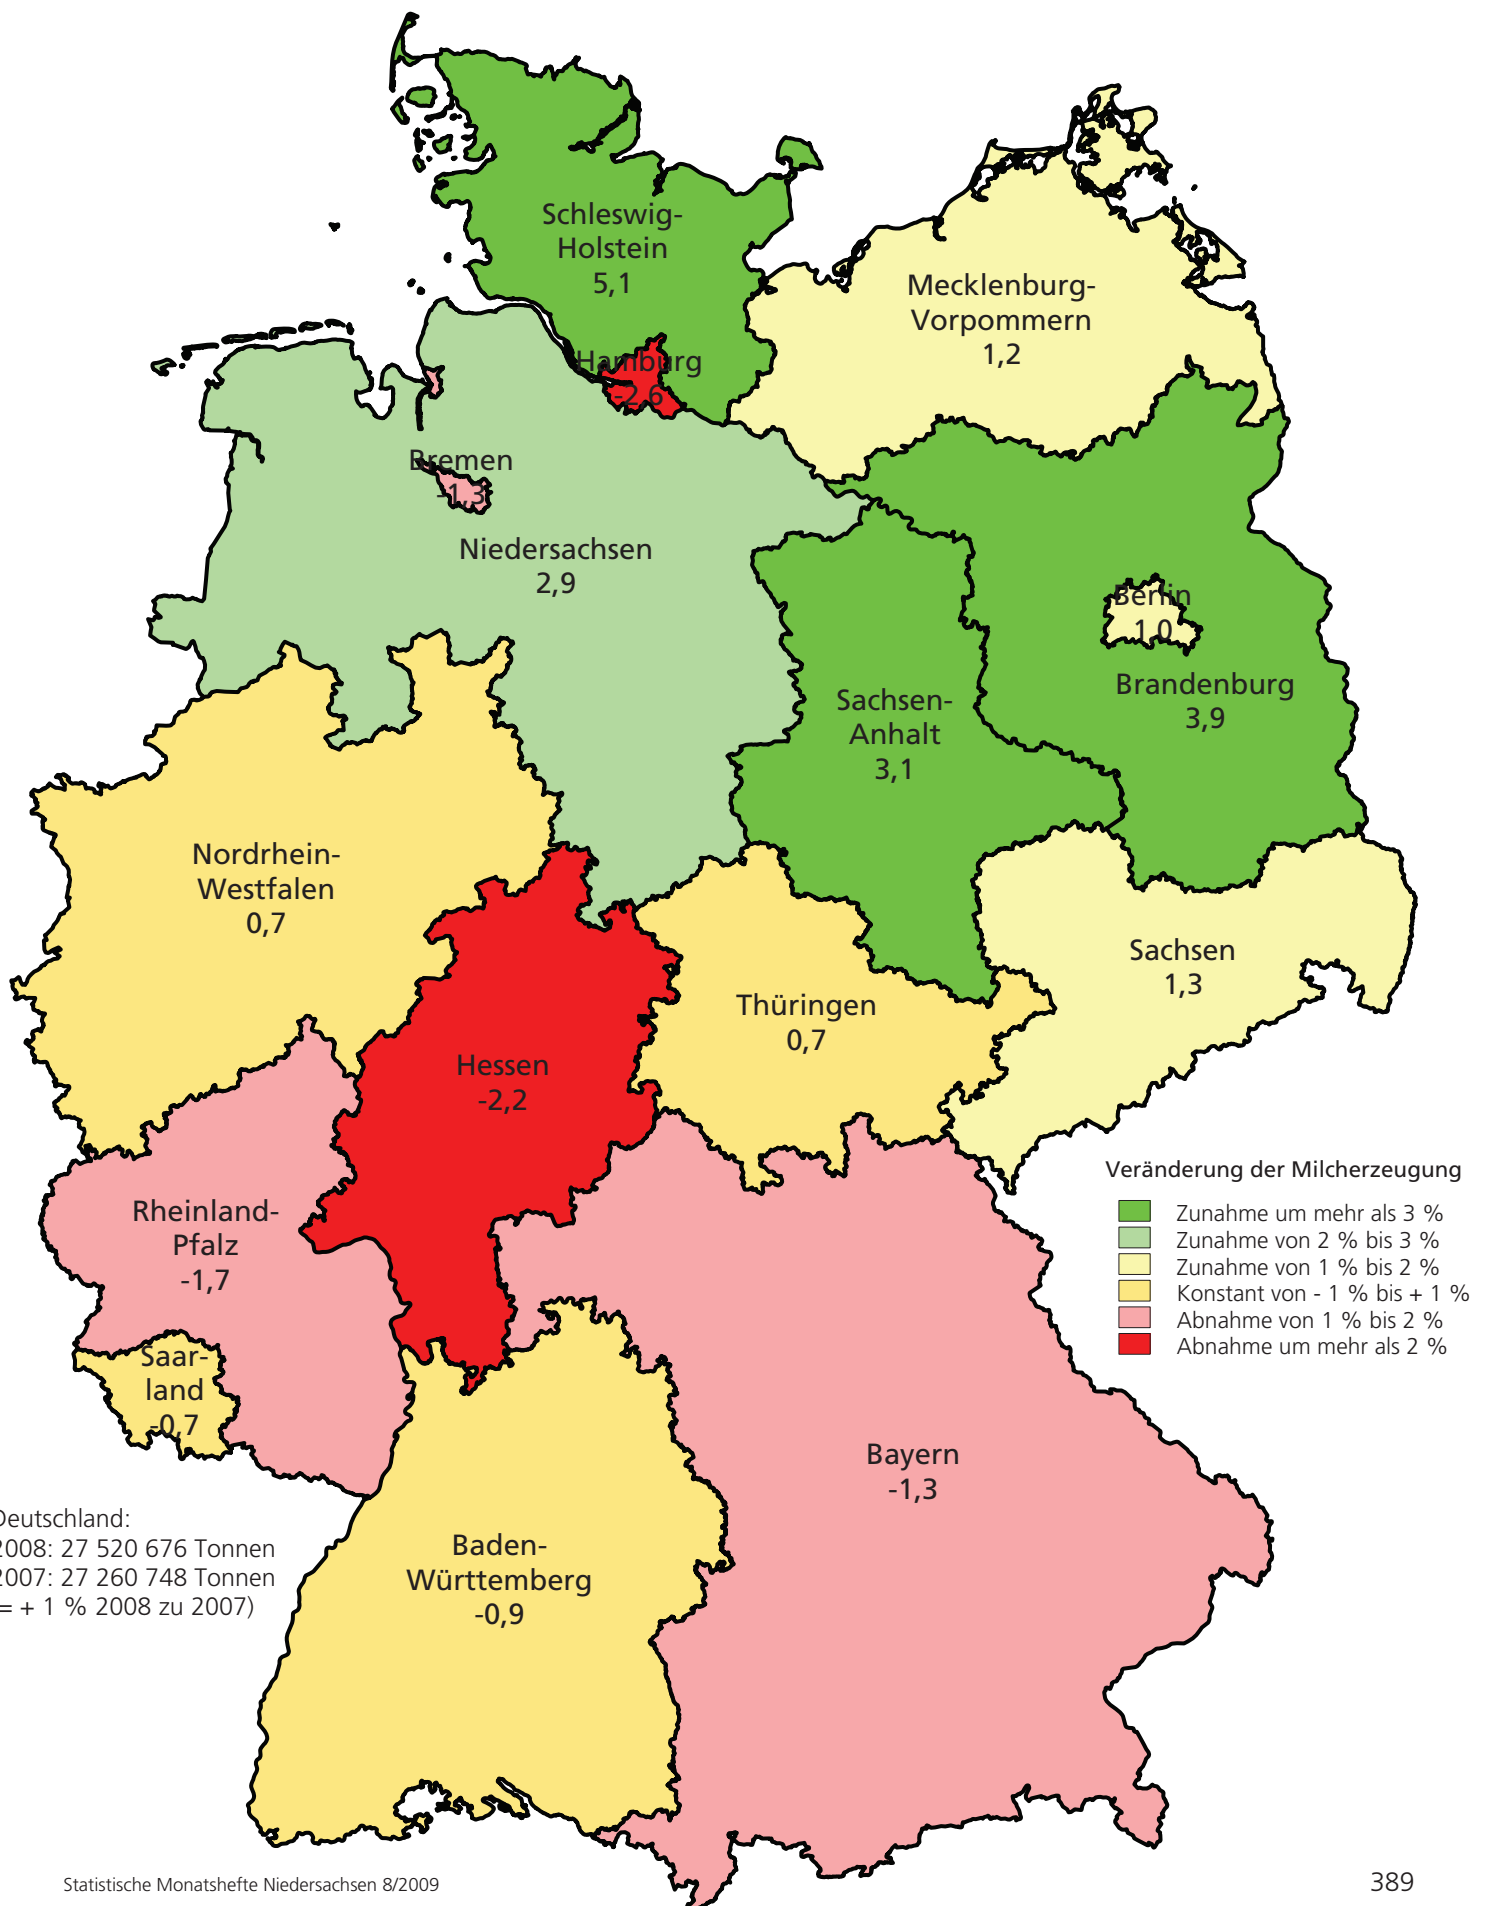 Schleswig-
Holstein
5,1
Mecklenburg-
Vorpommern
1,2
Hamburg
-2,6
Bremen
-1,3
Niedersachsen
2,9
Berlin
1,0
Brandenburg
3,9
Sachsen-
Anhalt
3,1
Nordrhein-
Westfalen
0,7
Sachsen
1,3
Thüringen
0,7
Hessen
-2,2
Rheinland-
Pfalz
-1,7
Saar-
land
-0,7
Bayern
-1,3
Baden-
Württemberg
-0,9
Veränderung der Milcherzeugung
Zunahme um mehr als 3 %
Zunahme von 2 % bis 3 %
Zunahme von 1 % bis 2 %
Konstant von - 1 % bis + 1 %
Abnahme von 1 % bis 2 %
Abnahme um mehr als 2 %
Deutschland:
2008: 27 520 676 Tonnen
2007: 27 260 748 Tonnen
= + 1 % 2008 zu 2007)
Statistische Monatshefte Niedersachsen 8/2009
389